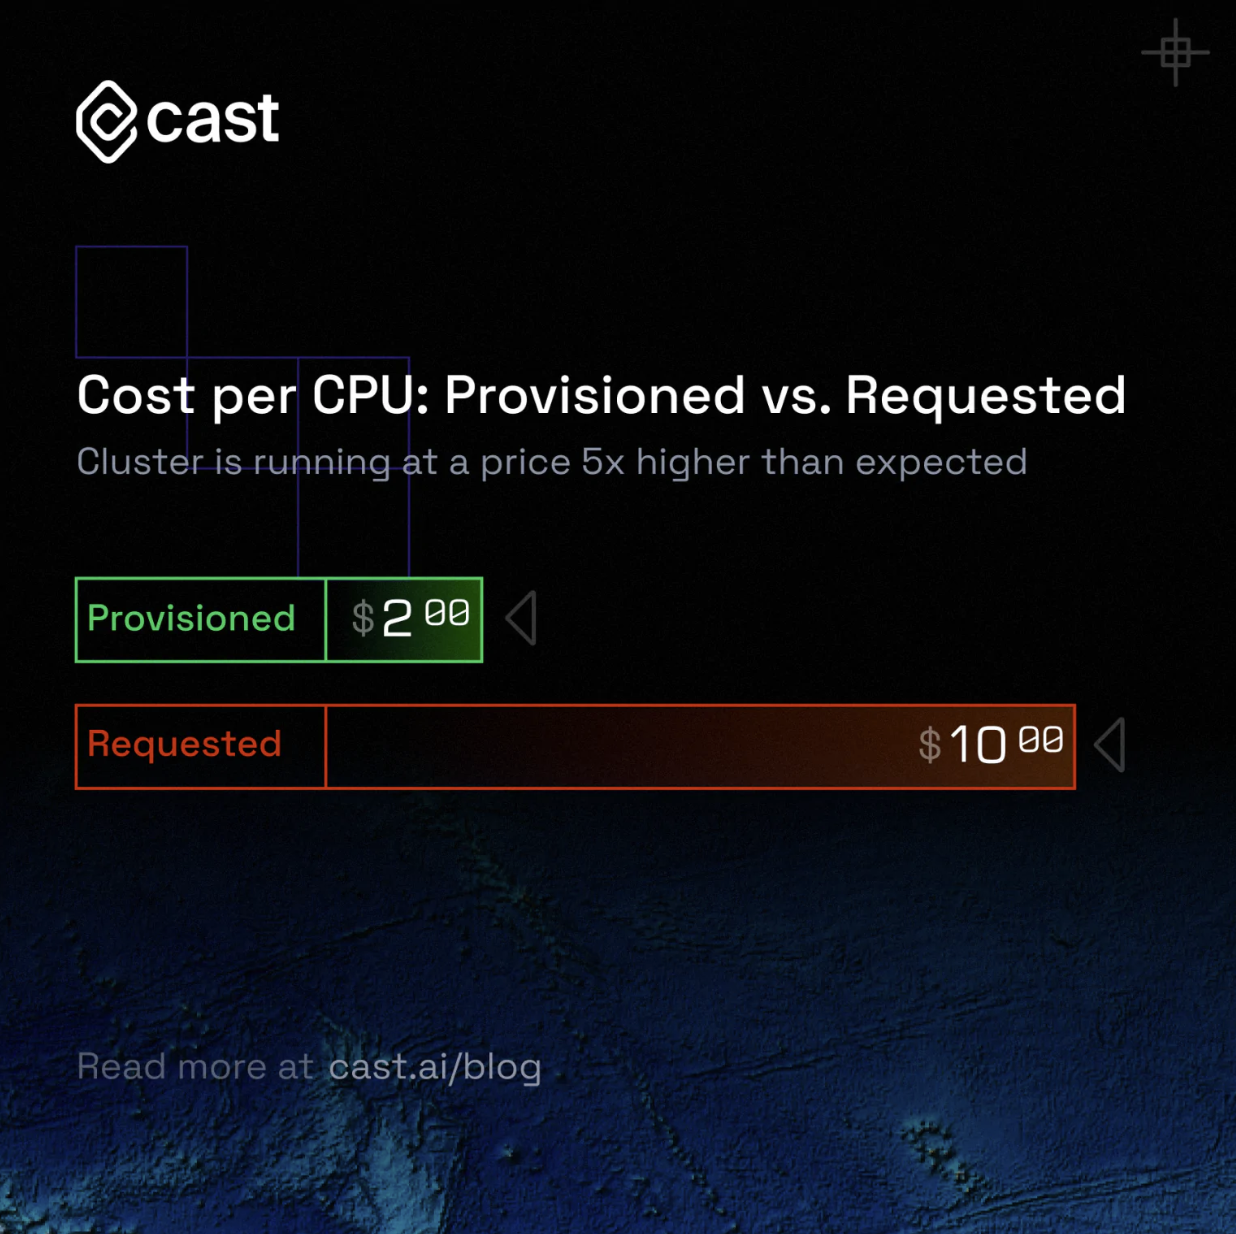 cast
Cost per CPU: Provisioned vs. Requested
Cluster is running at a price 5x higher than expected
Provisioned $2 00
Requested $10 00
Read more at cast.ai/blog